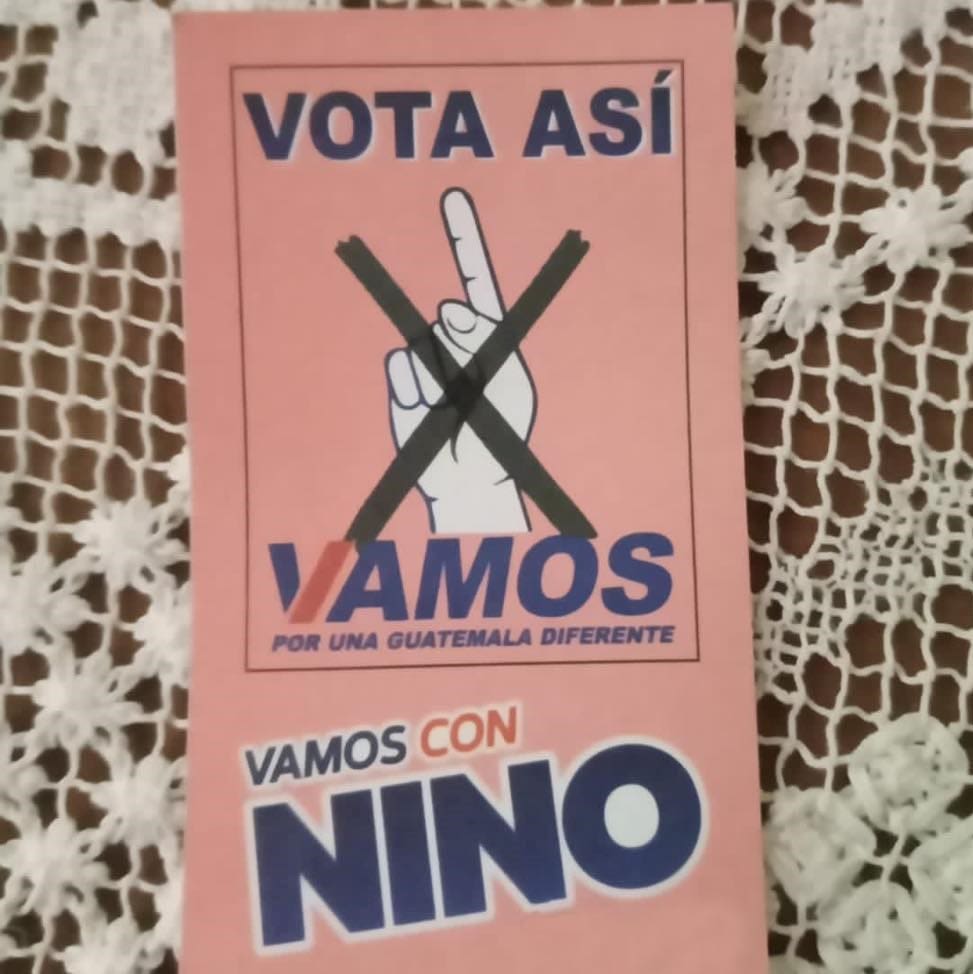 VOTA ASÍ
VAMOS
POR UNA GUATEMALA DIFERENTE
VAMOS CON
NINO